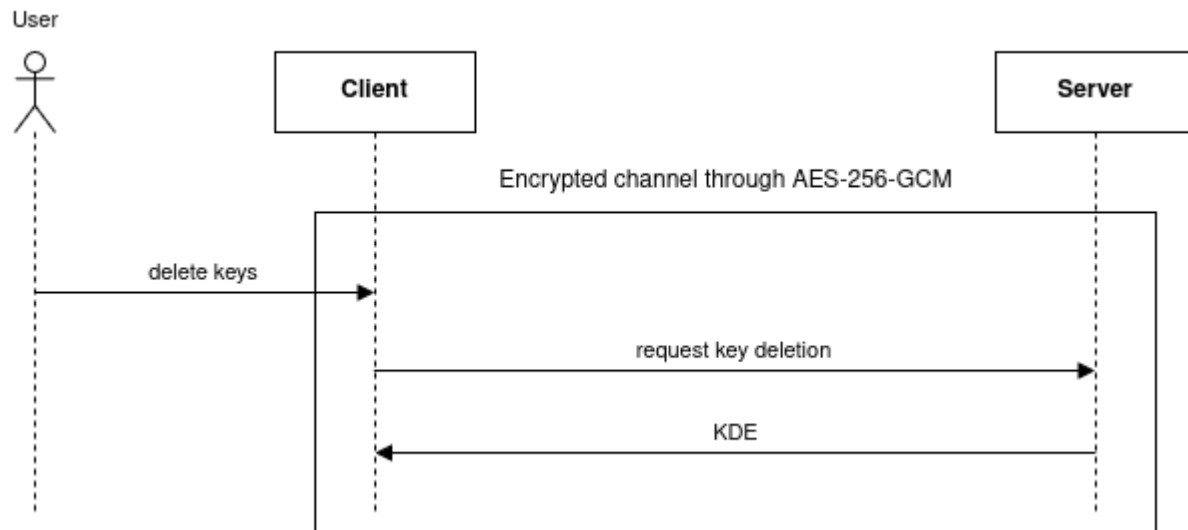 User
Client
Server
Encrypted channel through AES-256-GCM
delete keys
request key deletion
KDE